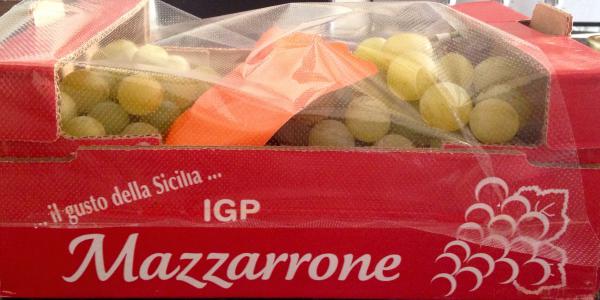 ...il gusto della Sicilia ...
IGP
Mazzarrone